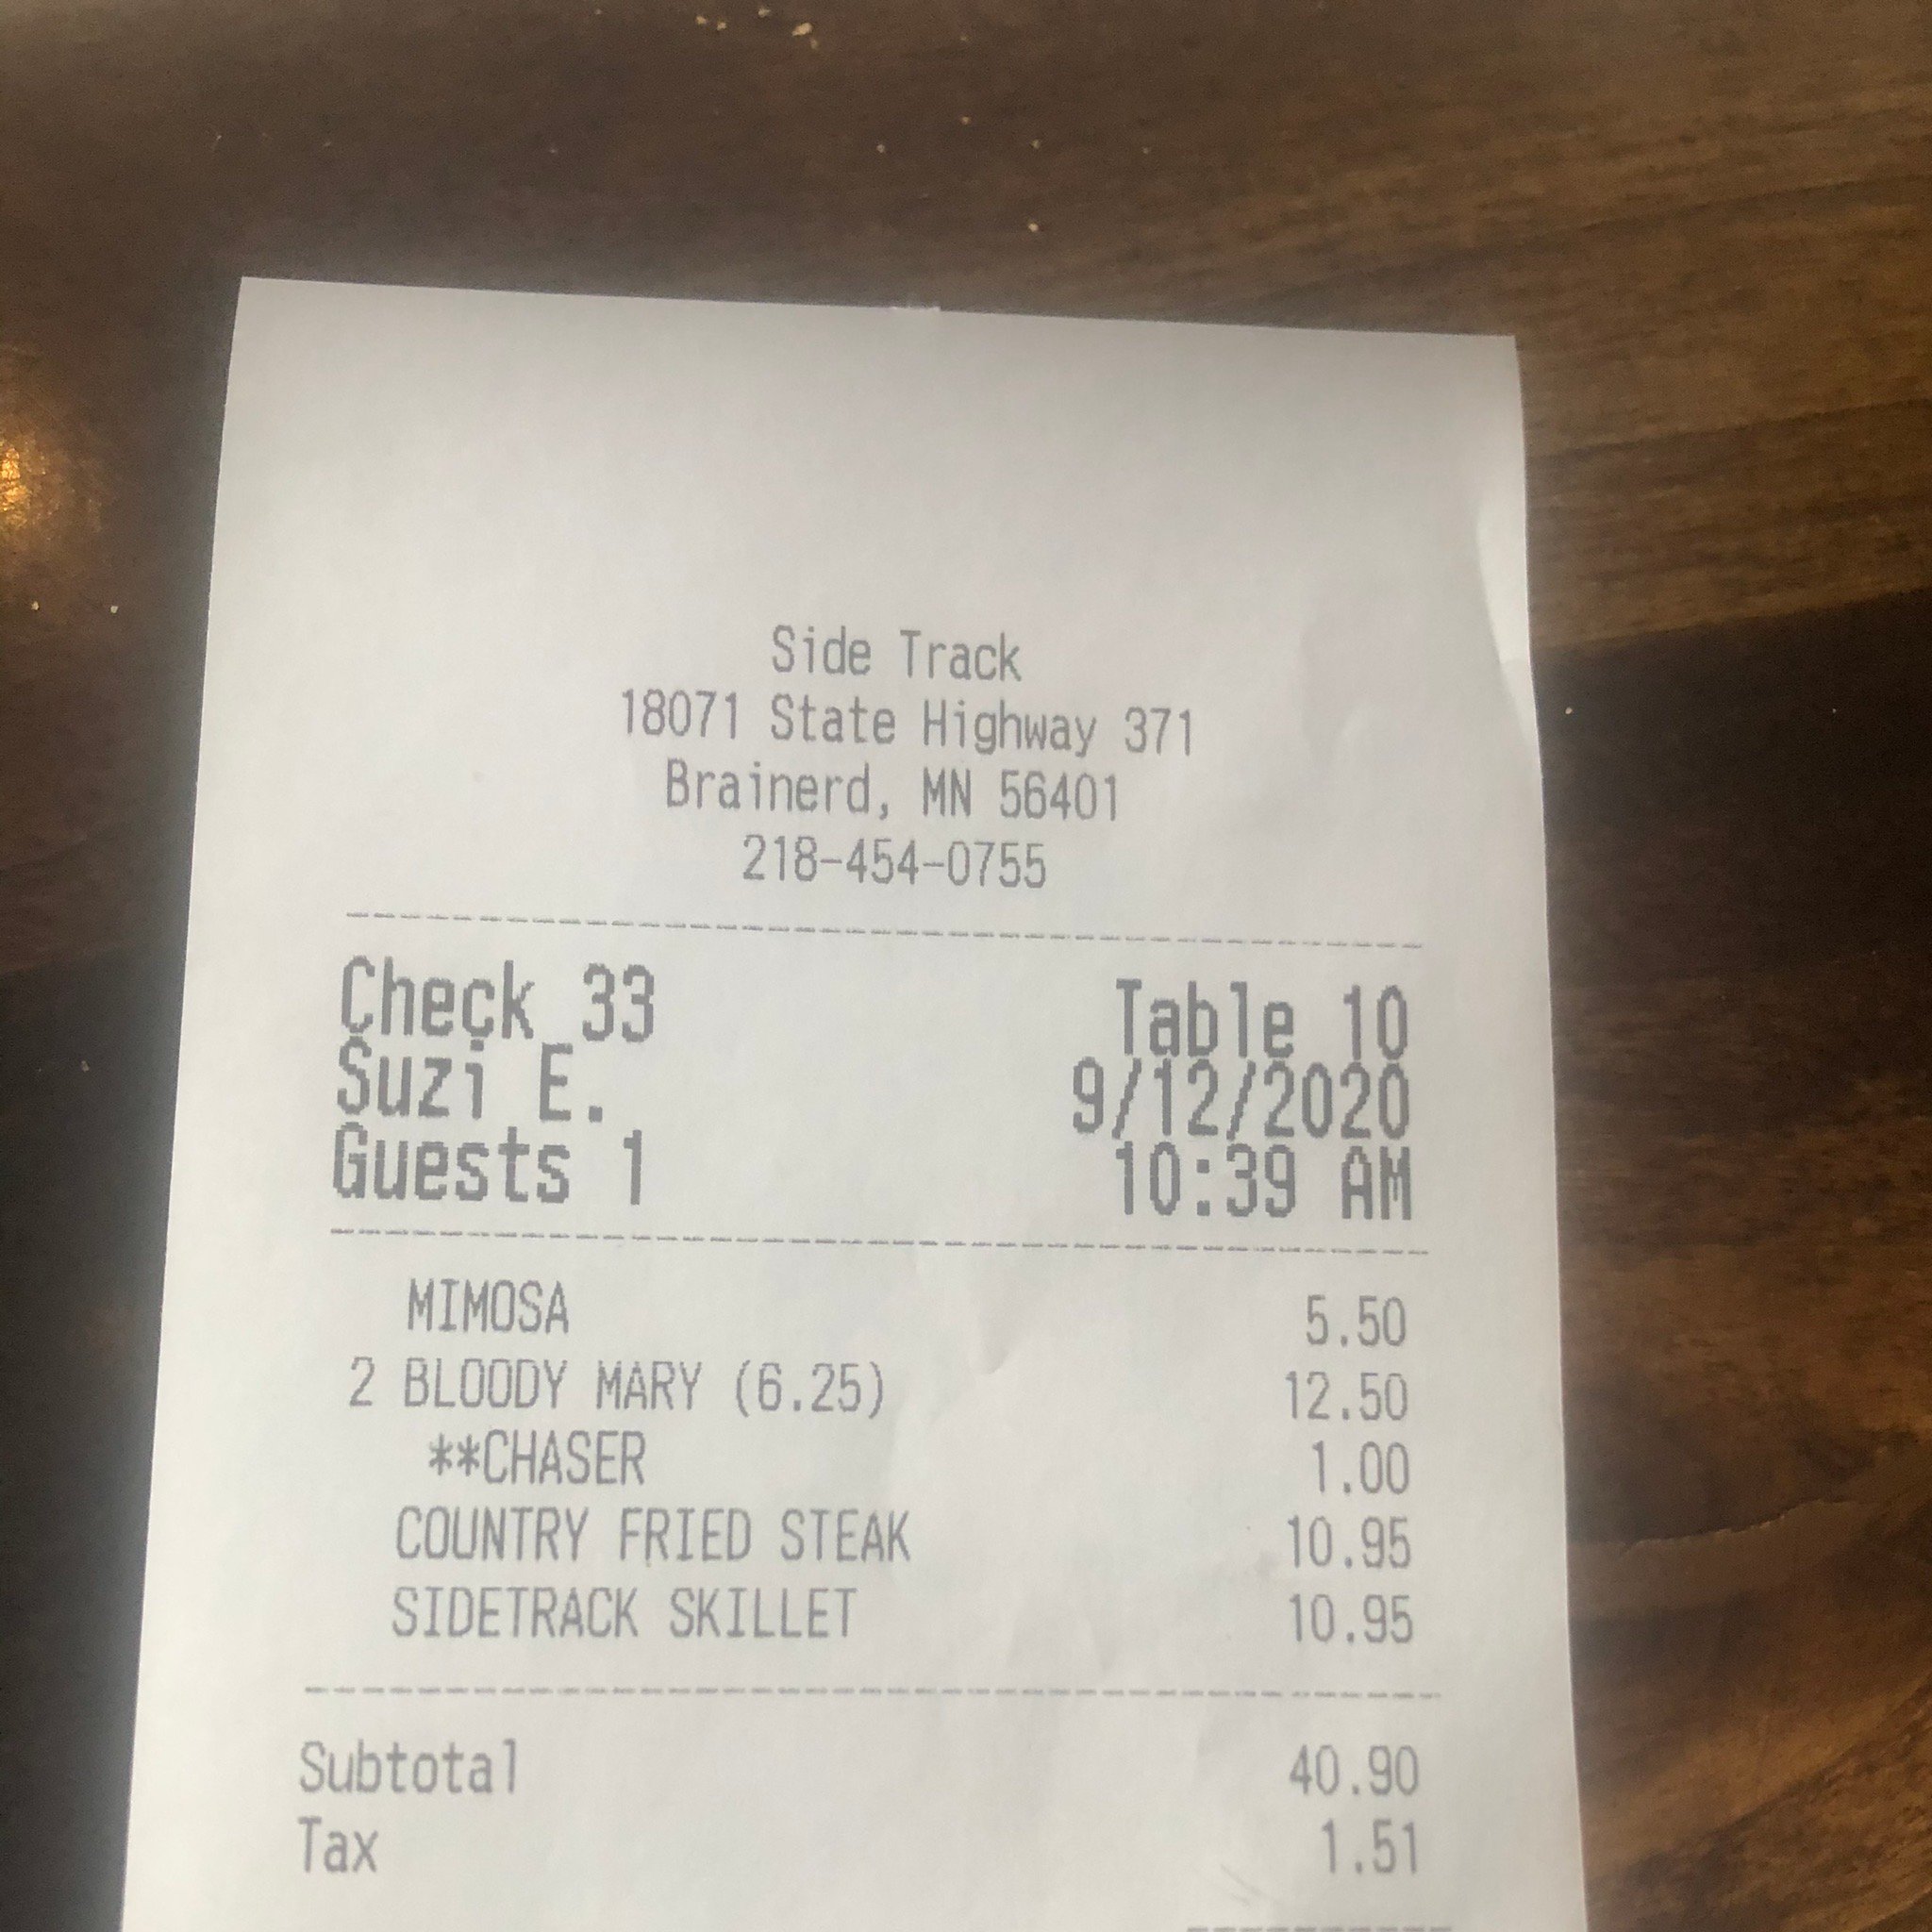 Side Track
18071 State Highway 371
Brainerd, MN 56401
218-454-0755
Check 33 Table 10
Suzi E. 9/12/2020
Guests 1 10:39 AM
MIMOSA 5.50
2 BLOODY MARY (6.25) 12.50
**CHASER 1.00
COUNTRY FRIED STEAK 10.95
SIDETRACK SKILLET 10.95
Subtotal 40.90
Tax 1.51